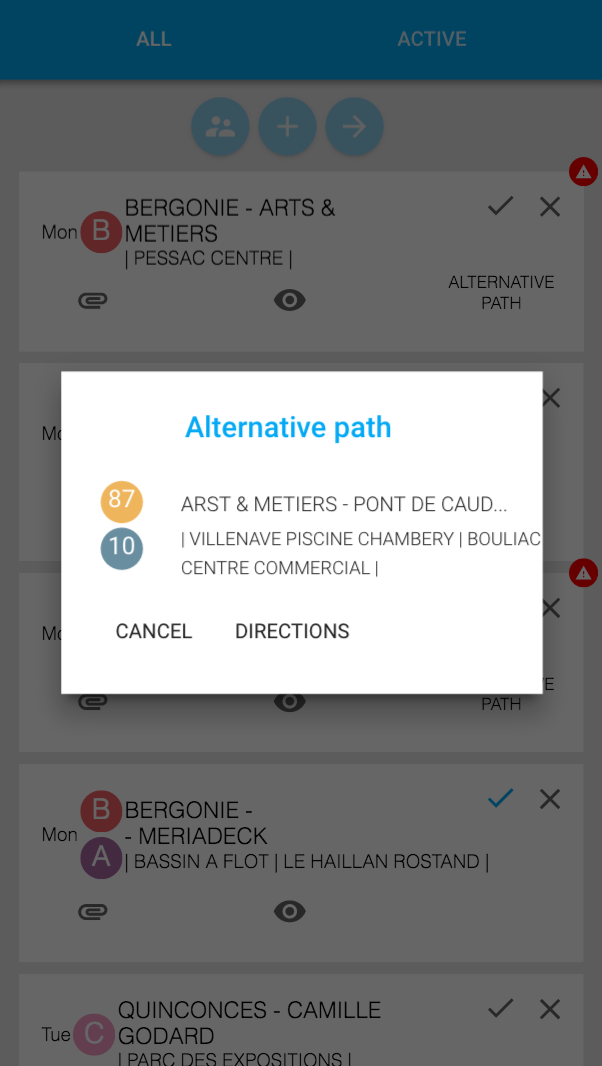 ALL ACTIVE
BERGONIE - ARTS &
Mon B METIERS
| PESSAC CENTRE |
ALTERNATIVE
PATH
Alternative path
87 ARST & METIERS - PONT DE CAUD...
10 | VILLENAVE PISCINE CHAMBERY | BOULIAC
CENTRE COMMERCIAL |
CANCEL DIRECTIONS
PATH
B BERGONIE -
Mon - MERIADECK
A | BASSIN A FLOT | LE HAILLAN ROSTAND |
QUINCONCES - CAMILLE
Tue C GODARD
| PARC DES EXPOSITIONS |